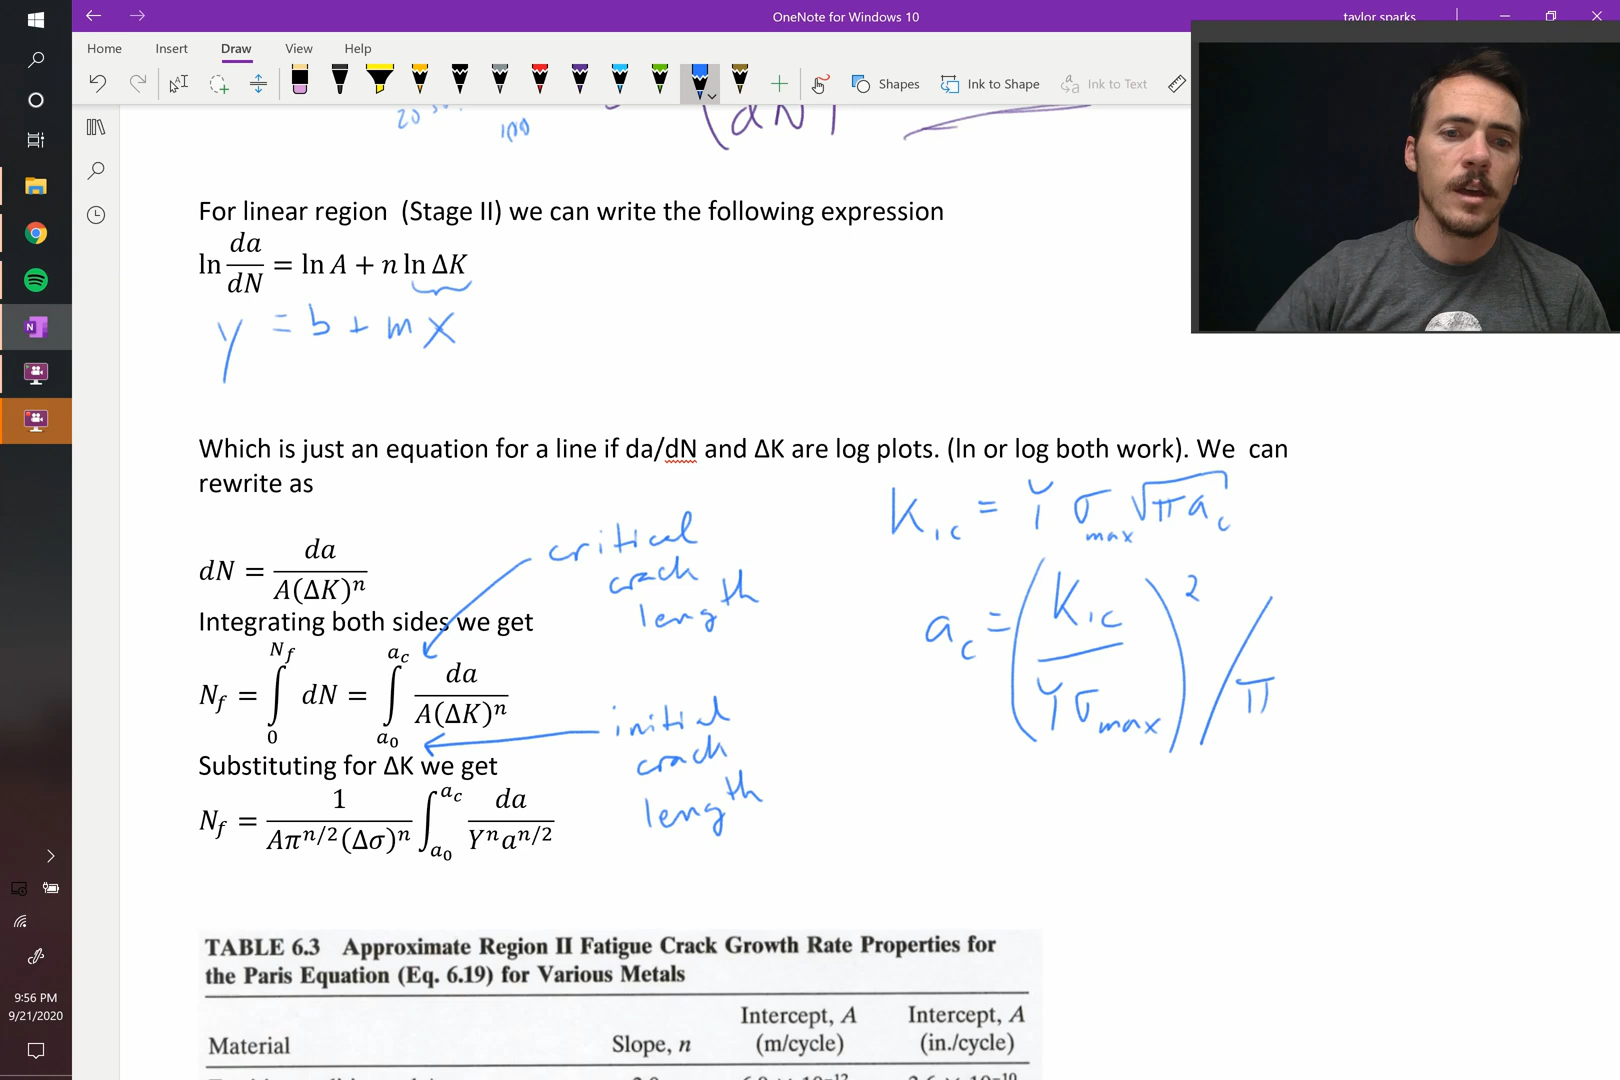 OneNote for Windows 10
taylor sparks
Home Insert Draw View Help
Shapes Ink to Shape Ink to Text
100
(dN)
For linear region (Stage II) we can write the following expression
ln da/dN = ln A + n ln ΔK
y = b + m x
Which is just an equation for a line if da/dN and ΔK are log plots. (ln or log both work). We can
rewrite as
K_IC = Y σ_max √(π a_c)
critical
crack
length
dN = da / A(ΔK)^n
a_c = (K_IC / Y σ_max)^2 / π
Integrating both sides we get
N_f = ∫_0^{N_f} dN = ∫_{a_0}^{a_c} da / A(ΔK)^n
initial
crack
length
Substituting for ΔK we get
N_f = 1 / Aπ^{n/2}(Δσ)^n ∫_{a_0}^{a_c} da / Y^n a^{n/2}
TABLE 6.3 Approximate Region II Fatigue Crack Growth Rate Properties for
the Paris Equation (Eq. 6.19) for Various Metals
Material Slope, n Intercept, A (m/cycle) Intercept, A (in./cycle)
9:56 PM
9/21/2020